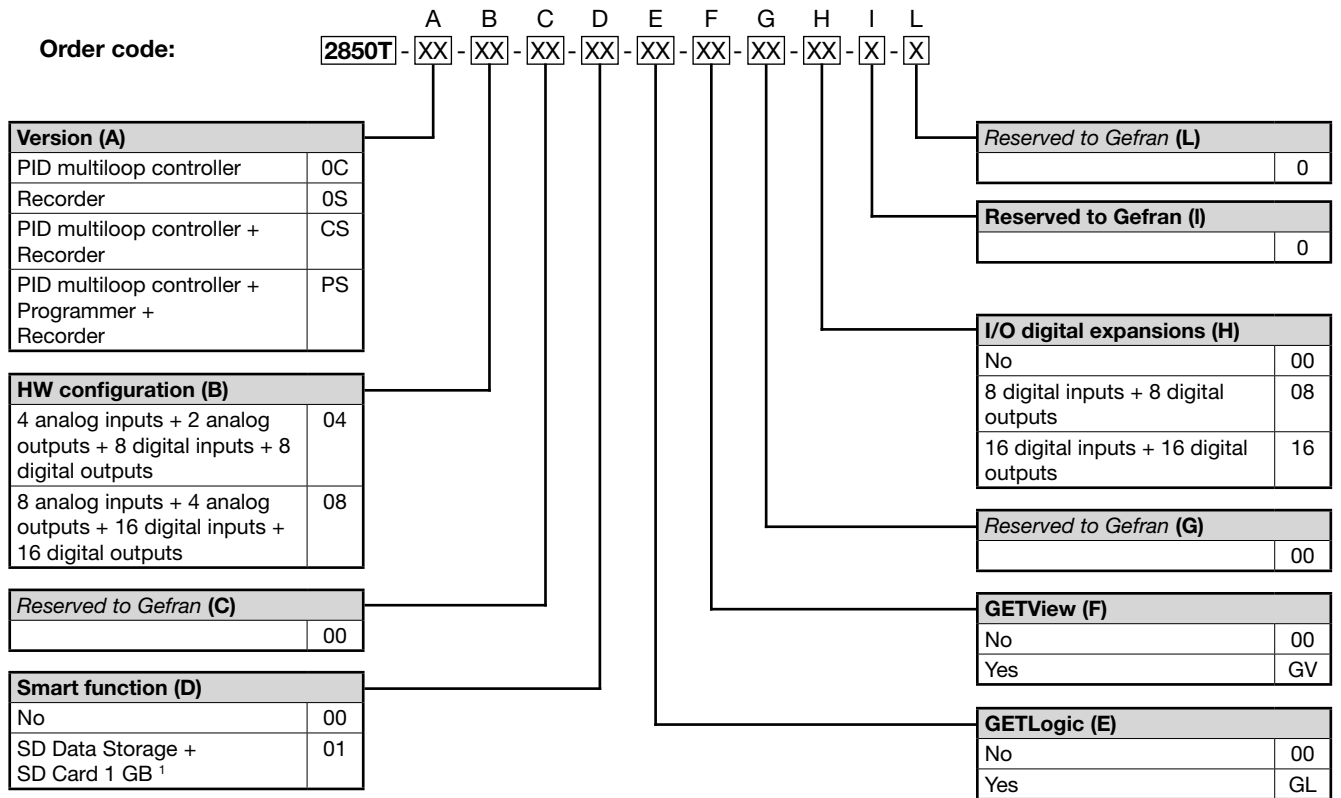 A B C D E F G H I L
Order code: 2850T - XX - XX - XX - XX - XX - XX - XX - XX - X - X
Version (A)
PID multiloop controller 0C
Recorder 0S
PID multiloop controller + CS
Recorder
PID multiloop controller + PS
Programmer +
Recorder
HW configuration (B)
4 analog inputs + 2 analog 04
outputs + 8 digital inputs + 8
digital outputs
8 analog inputs + 4 analog 08
outputs + 16 digital inputs +
16 digital outputs
Reserved to Gefran (C)
00
Smart function (D)
No 00
SD Data Storage + 01
SD Card 1 GB 1
Reserved to Gefran (L)
0
Reserved to Gefran (I)
0
I/O digital expansions (H)
No 00
8 digital inputs + 8 digital 08
outputs
16 digital inputs + 16 digital 16
outputs
Reserved to Gefran (G)
00
GETView (F)
No 00
Yes GV
GETLogic (E)
No 00
Yes GL